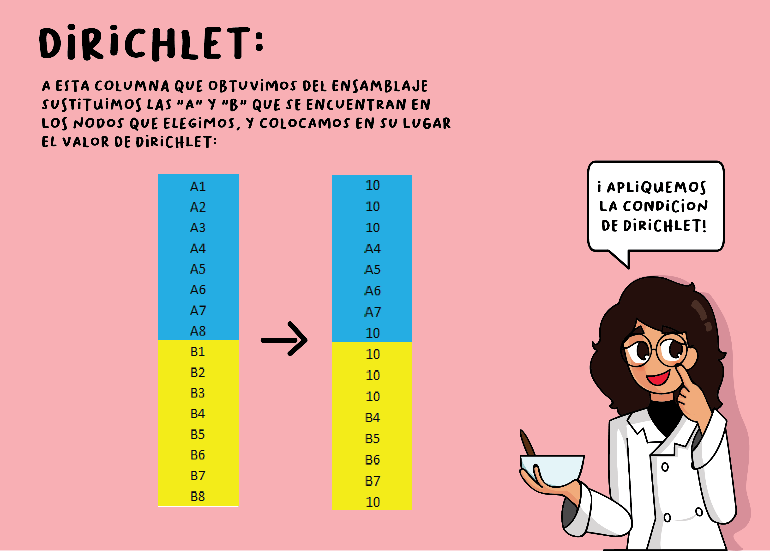 DiRiCHLET:
A ESTA COLUMNA QUE OBTUViMOS DEL ENSAMBLAJE
SUSTiTUiMOS LAS "A" Y "B" QUE SE ENCUENTRAN EN
LOS NODOS QUE ELEGiMOS, Y COLOCAMOS EN SU LUGAR
EL VALOR DE DiRiCHLET:
A1
A2
A3
A4
A5
A6
A7
A8
B1
B2
B3
B4
B5
B6
B7
B8
10
10
10
A4
A5
A6
A7
10
10
10
10
B4
B5
B6
B7
10
¡ APLiQUEMOS
LA CONDiCiON
DE DiRiCHLET!